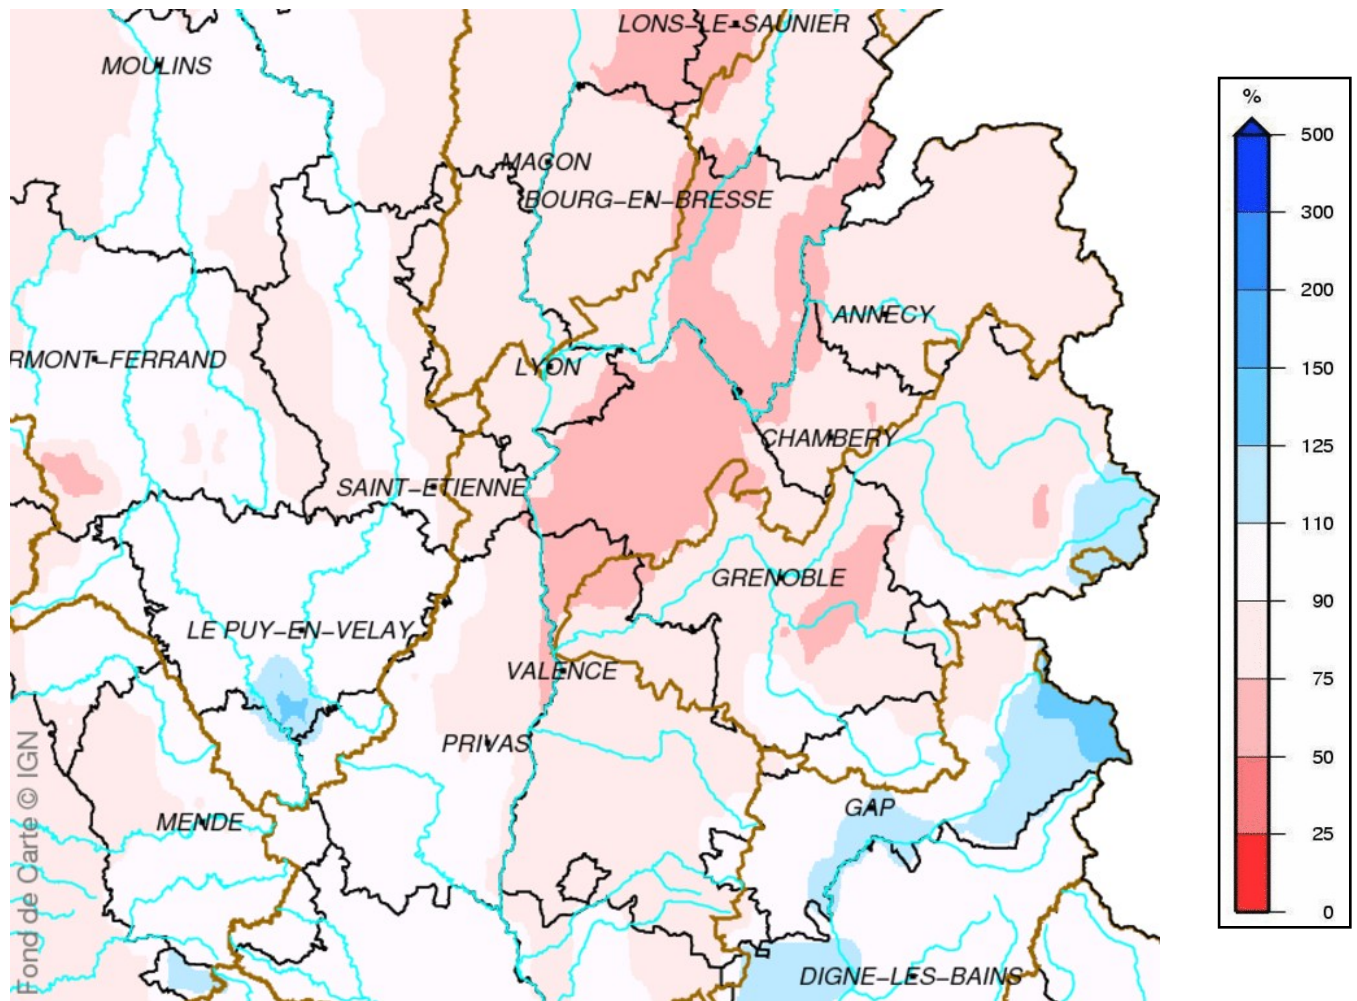 LONS-LE-SAUNIER
MOULINS
%
500
MACON
BOURG-EN-BRESSE
300
200
ANNECY
RMONT-FERRAND
LYON
150
CHAMBERY
125
SAINT-ETIENNE
110
GRENOBLE
90
LE PUY-EN-VELAY
VALENCE
75
PRIVAS
50
GAP
MENDE
25
0
DIGNE-LES-BAINS
Fond de Carte © IGN